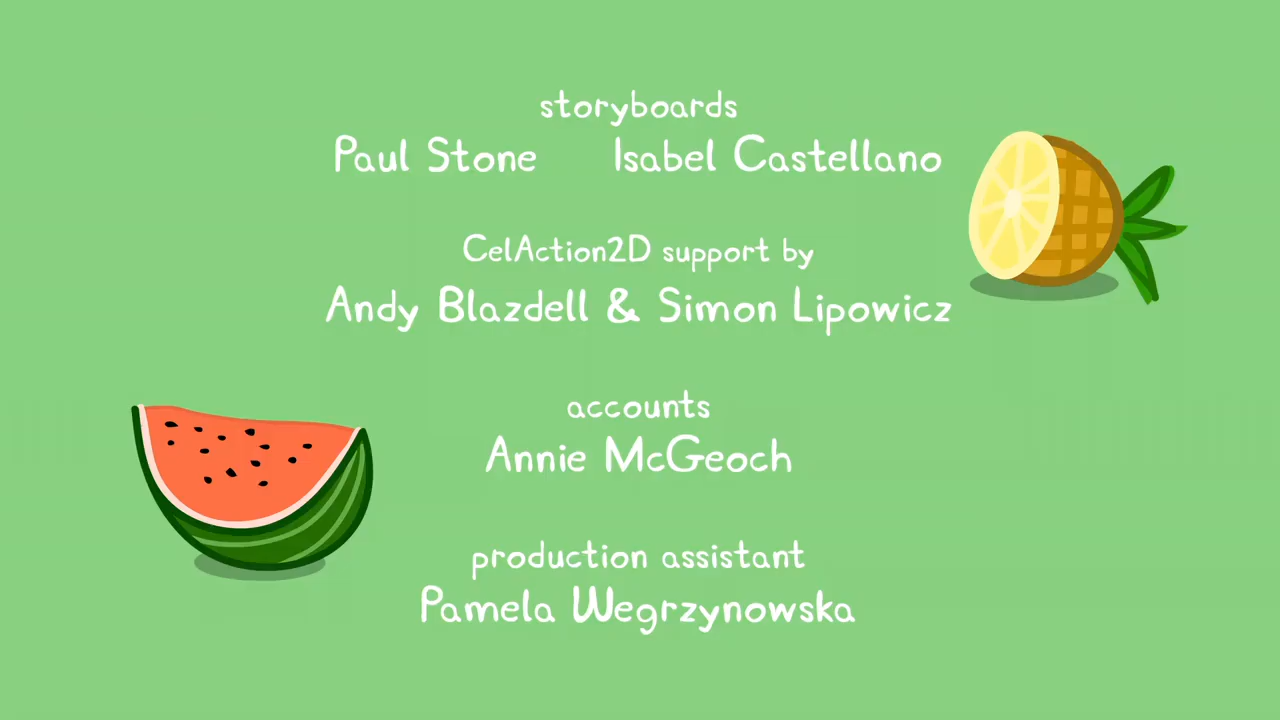 storyboards
Paul Stone Isabel Castellano
CelAction2D support by
Andy Blazdell & Simon Lipowicz
accounts
Annie McGeoch
production assistant
Pamela Wegrzynowska